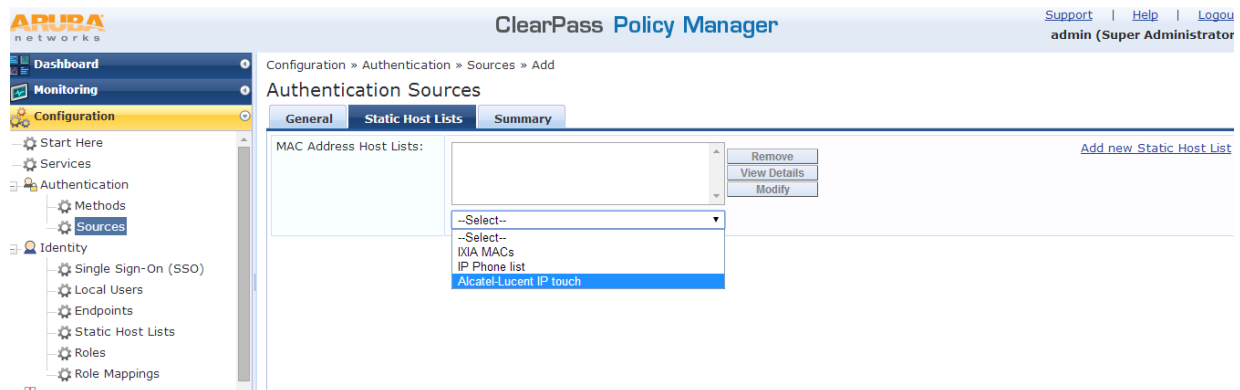 ARUBA
networks
ClearPass Policy Manager
Support | Help | Logou
admin (Super Administrator
Dashboard
Monitoring
Configuration
Start Here
Services
Authentication
Methods
Sources
Identity
Single Sign-On (SSO)
Local Users
Endpoints
Static Host Lists
Roles
Role Mappings
Configuration » Authentication » Sources » Add
Authentication Sources
General Static Host Lists Summary
MAC Address Host Lists:
Remove
View Details
Modify
Add new Static Host List
--Select--
--Select--
IXIA MACs
IP Phone list
Alcatel-Lucent IP touch